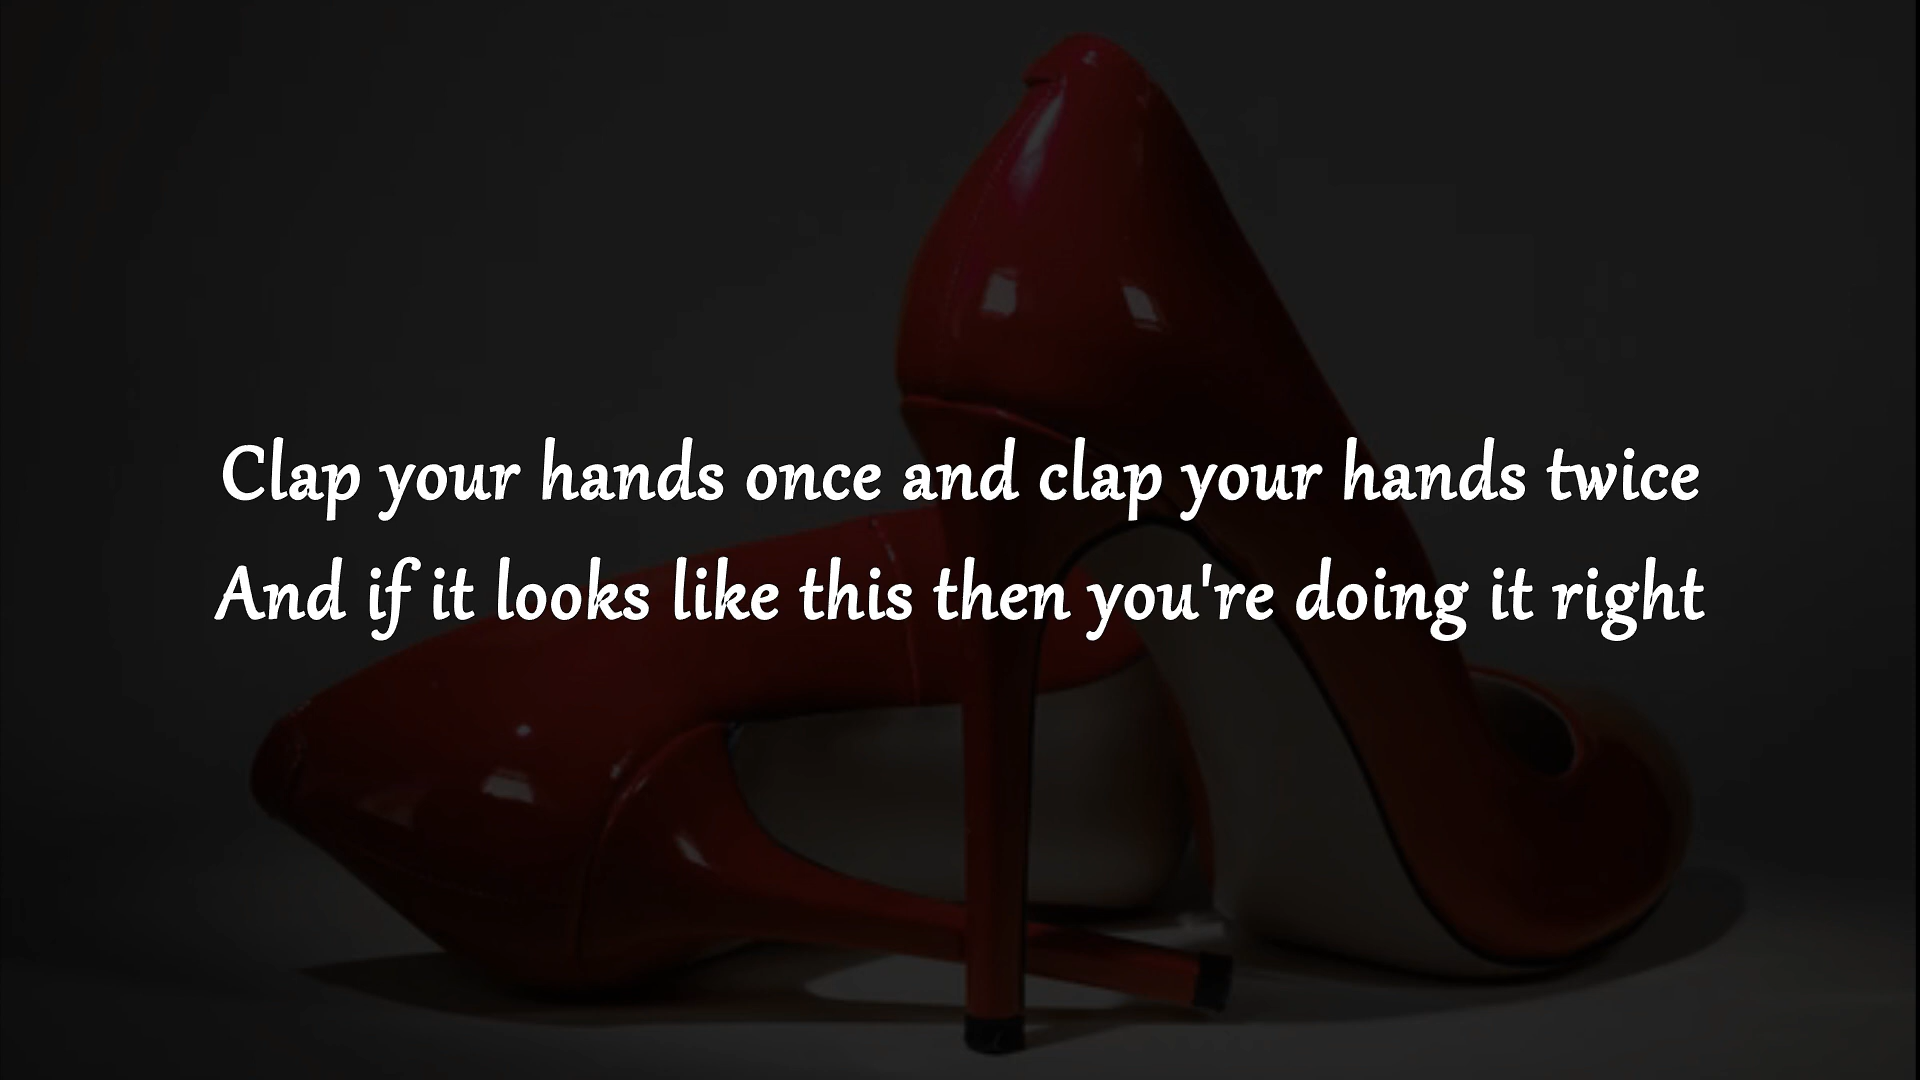 Clap your hands once and clap your hands twice
And if it looks like this then you're doing it right